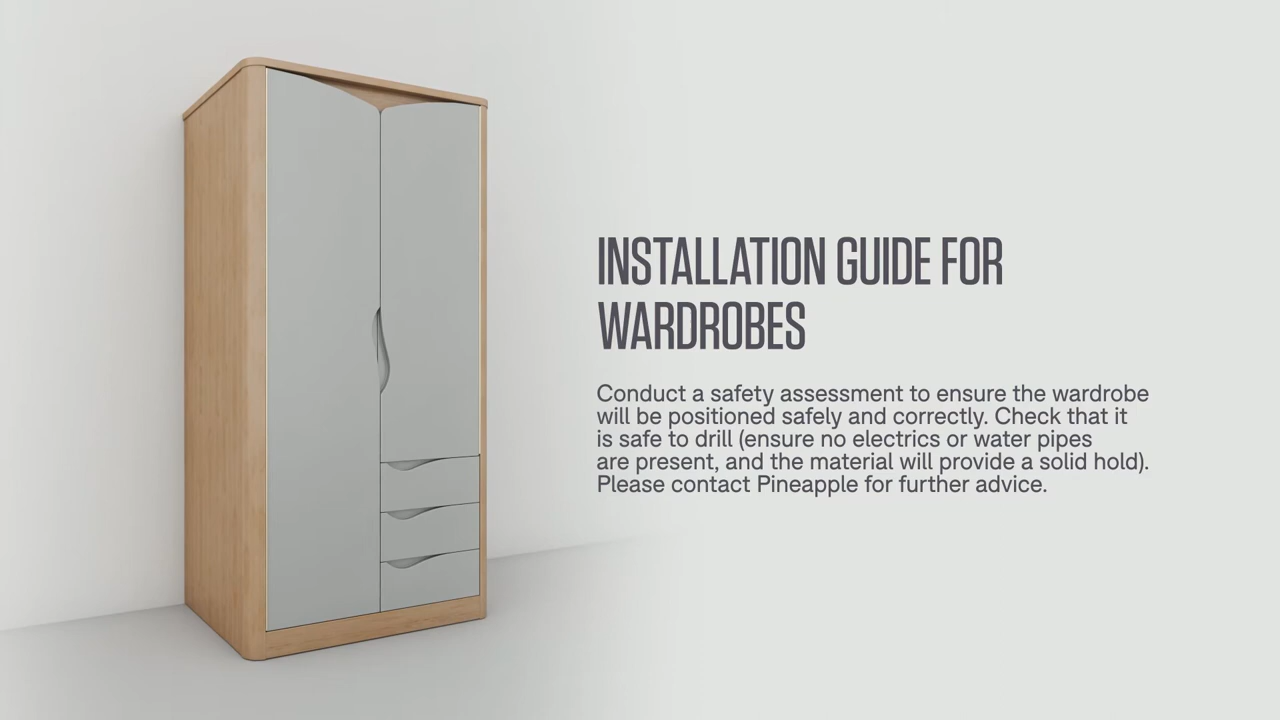 INSTALLATION GUIDE FOR
WARDROBES
Conduct a safety assessment to ensure the wardrobe
will be positioned safely and correctly. Check that it
is safe to drill (ensure no electrics or water pipes
are present, and the material will provide a solid hold).
Please contact Pineapple for further advice.